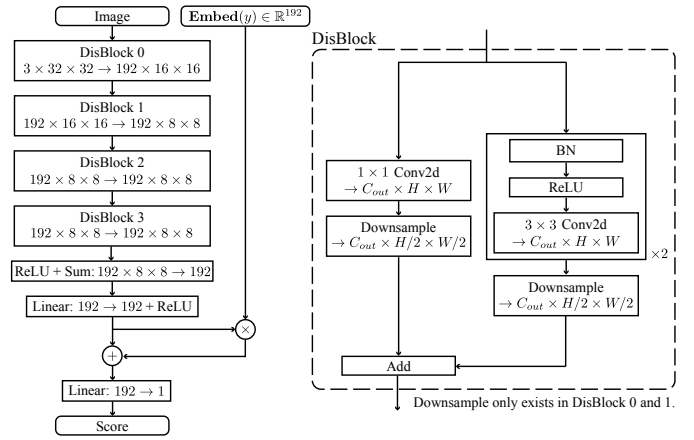 Image
Embed(y) ∈ ℝ¹⁹²
DisBlock 0
3 × 32 × 32 → 192 × 16 × 16
DisBlock 1
192 × 16 × 16 → 192 × 8 × 8
DisBlock 2
192 × 8 × 8 → 192 × 8 × 8
DisBlock 3
192 × 8 × 8 → 192 × 8 × 8
ReLU + Sum: 192 × 8 × 8 → 192
Linear: 192 → 192 + ReLU
×
+
Linear: 192 → 1
Score
DisBlock
1 × 1 Conv2d
→ C_out × H × W
Downsample
→ C_out × H/2 × W/2
BN
ReLU
3 × 3 Conv2d
→ C_out × H × W
×2
Downsample
→ C_out × H/2 × W/2
Add
Downsample only exists in DisBlock 0 and 1.